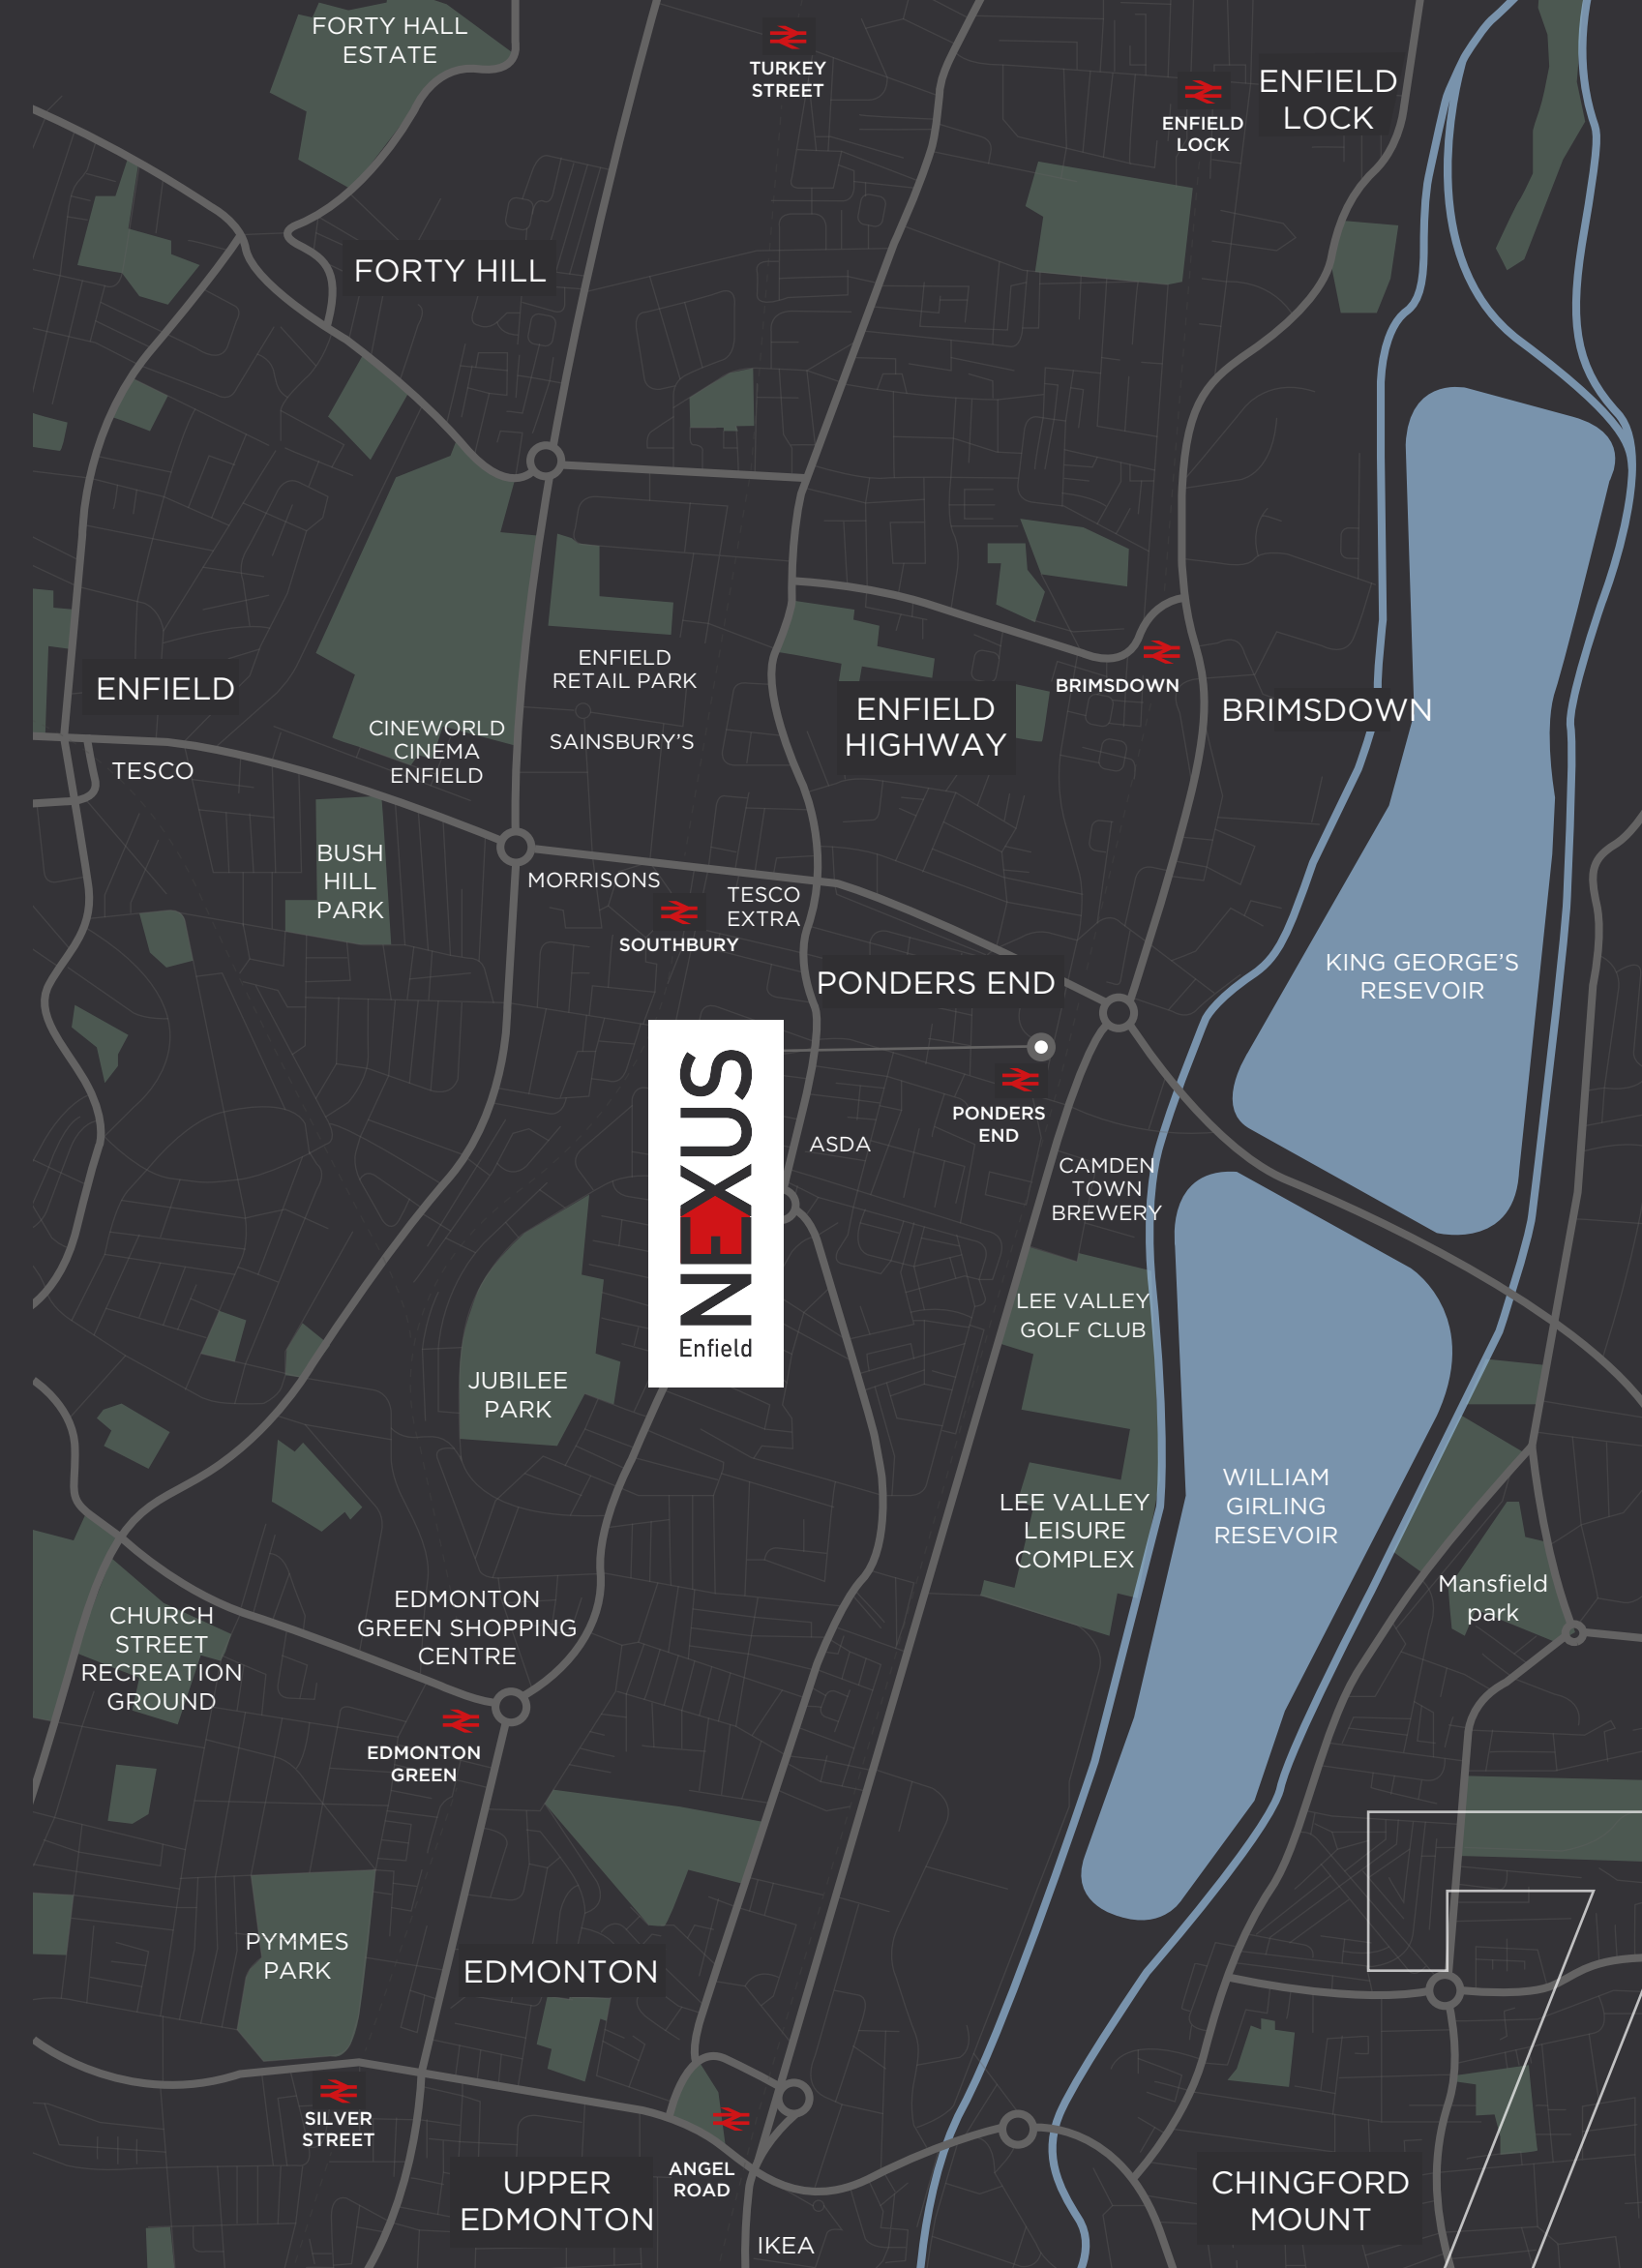 FORTY HALL
ESTATE
TURKEY
STREET
ENFIELD
LOCK
ENFIELD
LOCK
FORTY HILL
ENFIELD
ENFIELD
RETAIL PARK
SAINSBURY'S
CINEWORLD
CINEMA
ENFIELD
TESCO
ENFIELD
HIGHWAY
BRIMSDOWN
BRIMSDOWN
BUSH
HILL
PARK
MORRISONS
TESCO
EXTRA
SOUTHBURY
PONDERS END
KING GEORGE'S
RESEVOIR
NEXUS
Enfield
PONDERS
END
ASDA
CAMDEN
TOWN
BREWERY
LEE VALLEY
GOLF CLUB
JUBILEE
PARK
WILLIAM
GIRLING
RESEVOIR
LEE VALLEY
LEISURE
COMPLEX
Mansfield
park
EDMONTON
GREEN SHOPPING
CENTRE
CHURCH
STREET
RECREATION
GROUND
EDMONTON
GREEN
PYMMES
PARK
EDMONTON
SILVER
STREET
ANGEL
ROAD
UPPER
EDMONTON
CHINGFORD
MOUNT
IKEA